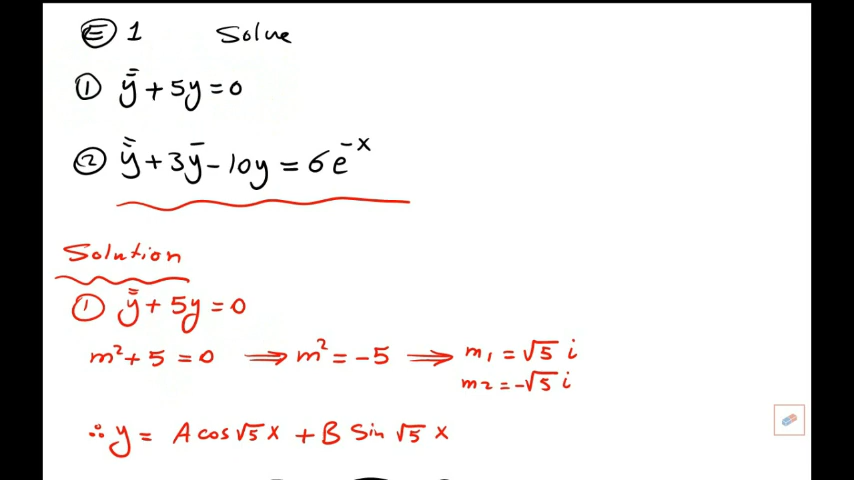 Ⓔ 1 Solve
① y̿ + 5y = 0
② y̿ + 3y̅ - 10y = 6e^{-x}
Solution
① y̿ + 5y = 0
m² + 5 = 0 ⟹ m² = -5 ⟹ m₁ = √5 i
m₂ = -√5 i
∴ y = A cos √5 x + B Sin √5 x